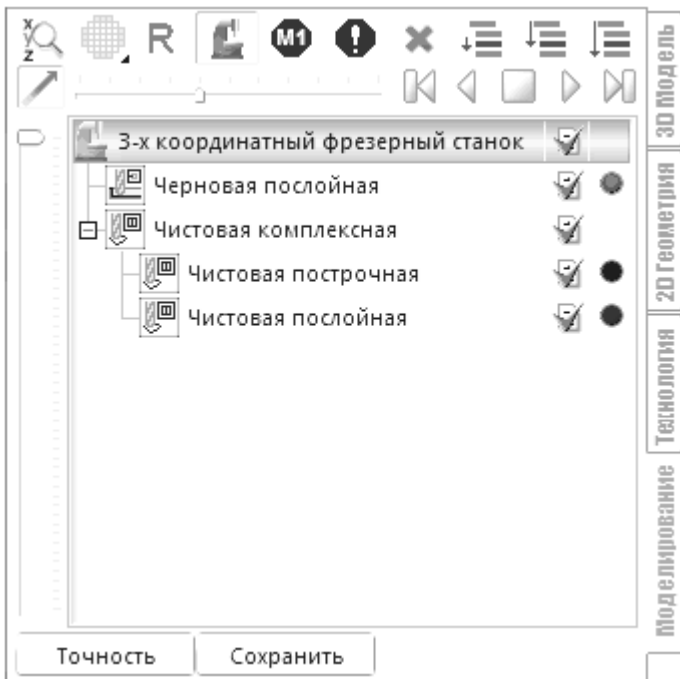 R M1
3-х координатный фрезерный станок
Черновая послойная
Чистовая комплексная
Чистовая построчная
Чистовая послойная
Точность Сохранить
3D Модель
2D Геометрия
Технология
Моделирование